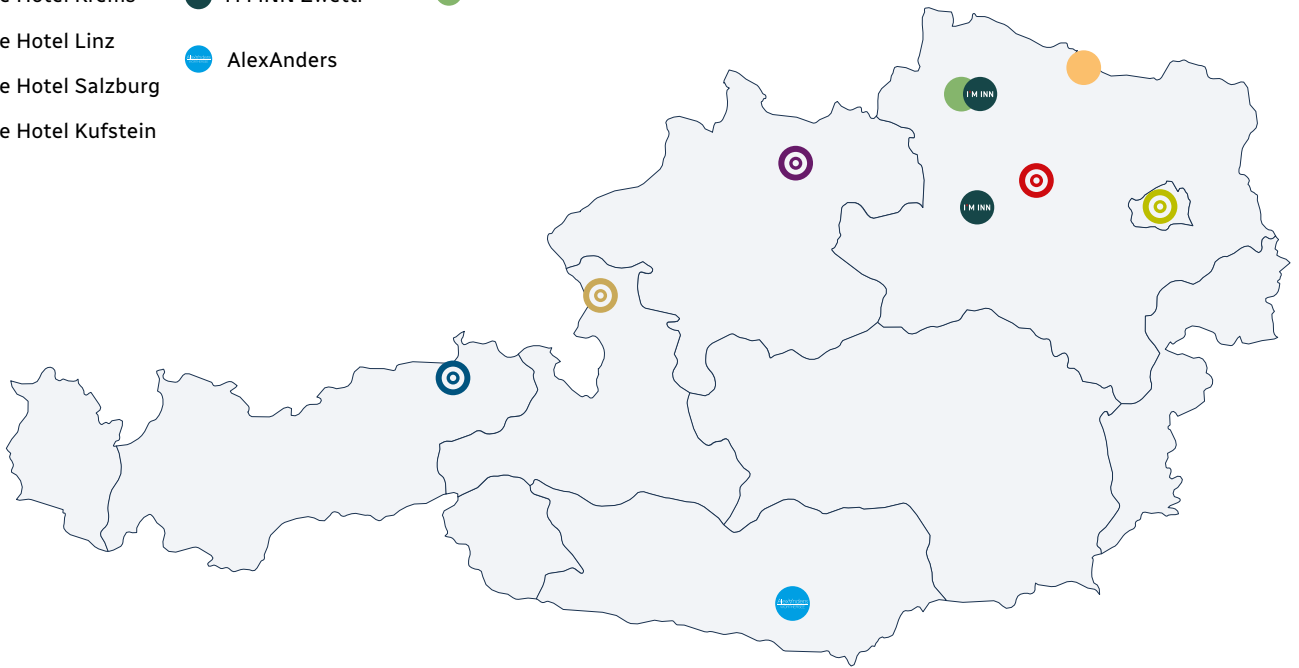 e Hotel Linz
e Hotel Salzburg
e Hotel Kufstein
AlexAnders
I M INN
I M INN